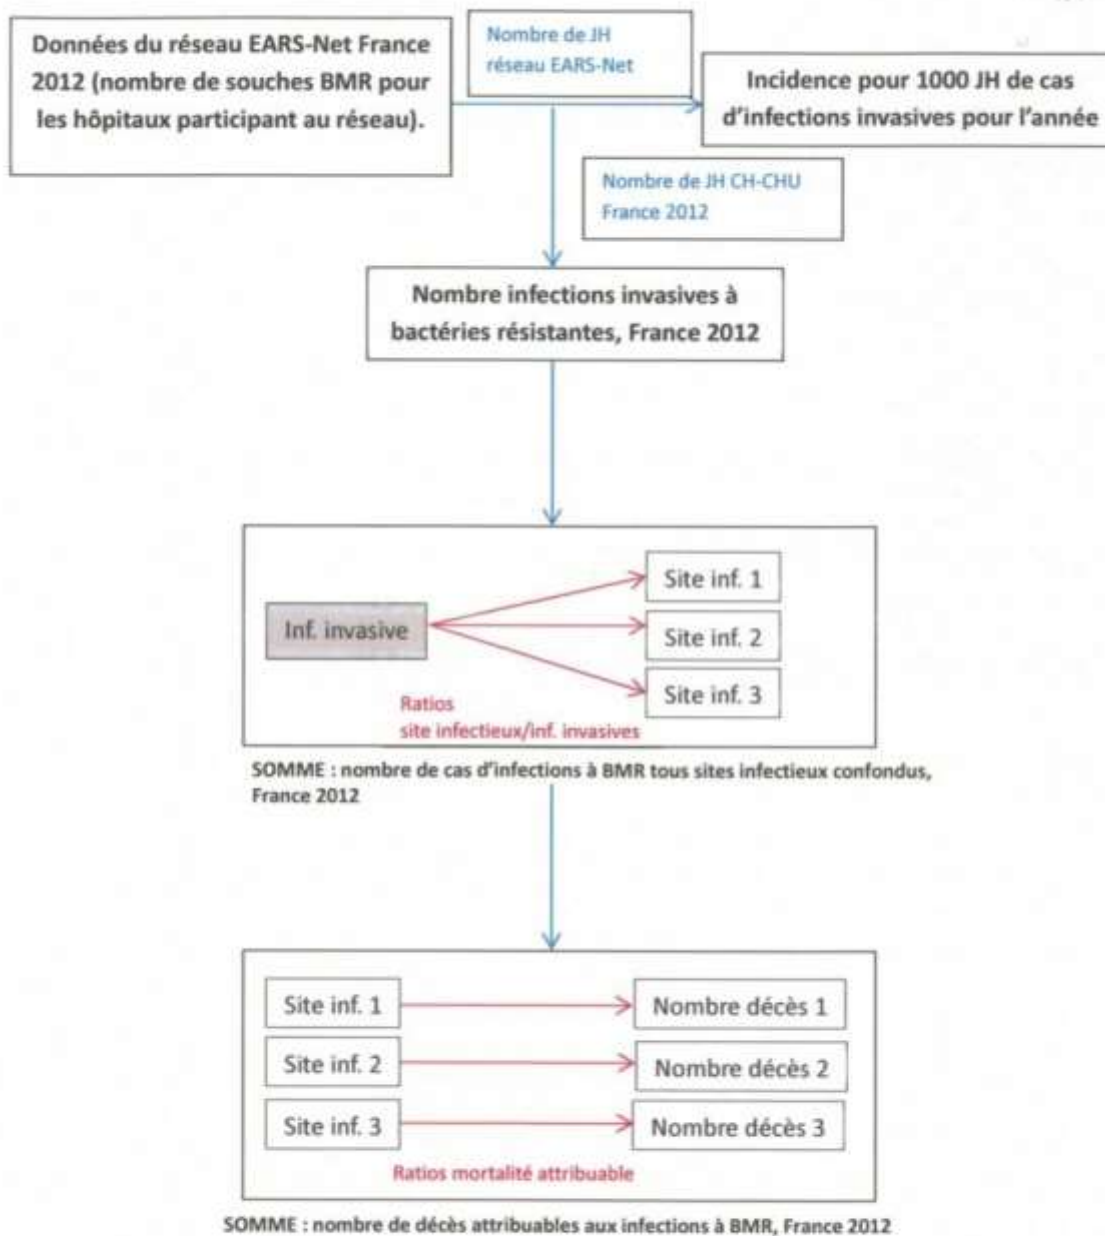 Données du réseau EARS-Net France
2012 (nombre de souches BMR pour
les hôpitaux participant au réseau).
Nombre de JH
réseau EARS-Net
Incidence pour 1000 JH de cas
d'infections invasives pour l'année
Nombre de JH CH-CHU
France 2012
Nombre infections invasives à
bactéries résistantes, France 2012
Inf. invasive
Site inf. 1
Site inf. 2
Site inf. 3
Ratios
site infectieux/inf. invasives
SOMME : nombre de cas d'infections à BMR tous sites infectieux confondus,
France 2012
Site inf. 1
Nombre décès 1
Site inf. 2
Nombre décès 2
Site inf. 3
Nombre décès 3
Ratios mortalité attribuable
SOMME : nombre de décès attribuables aux infections à BMR, France 2012